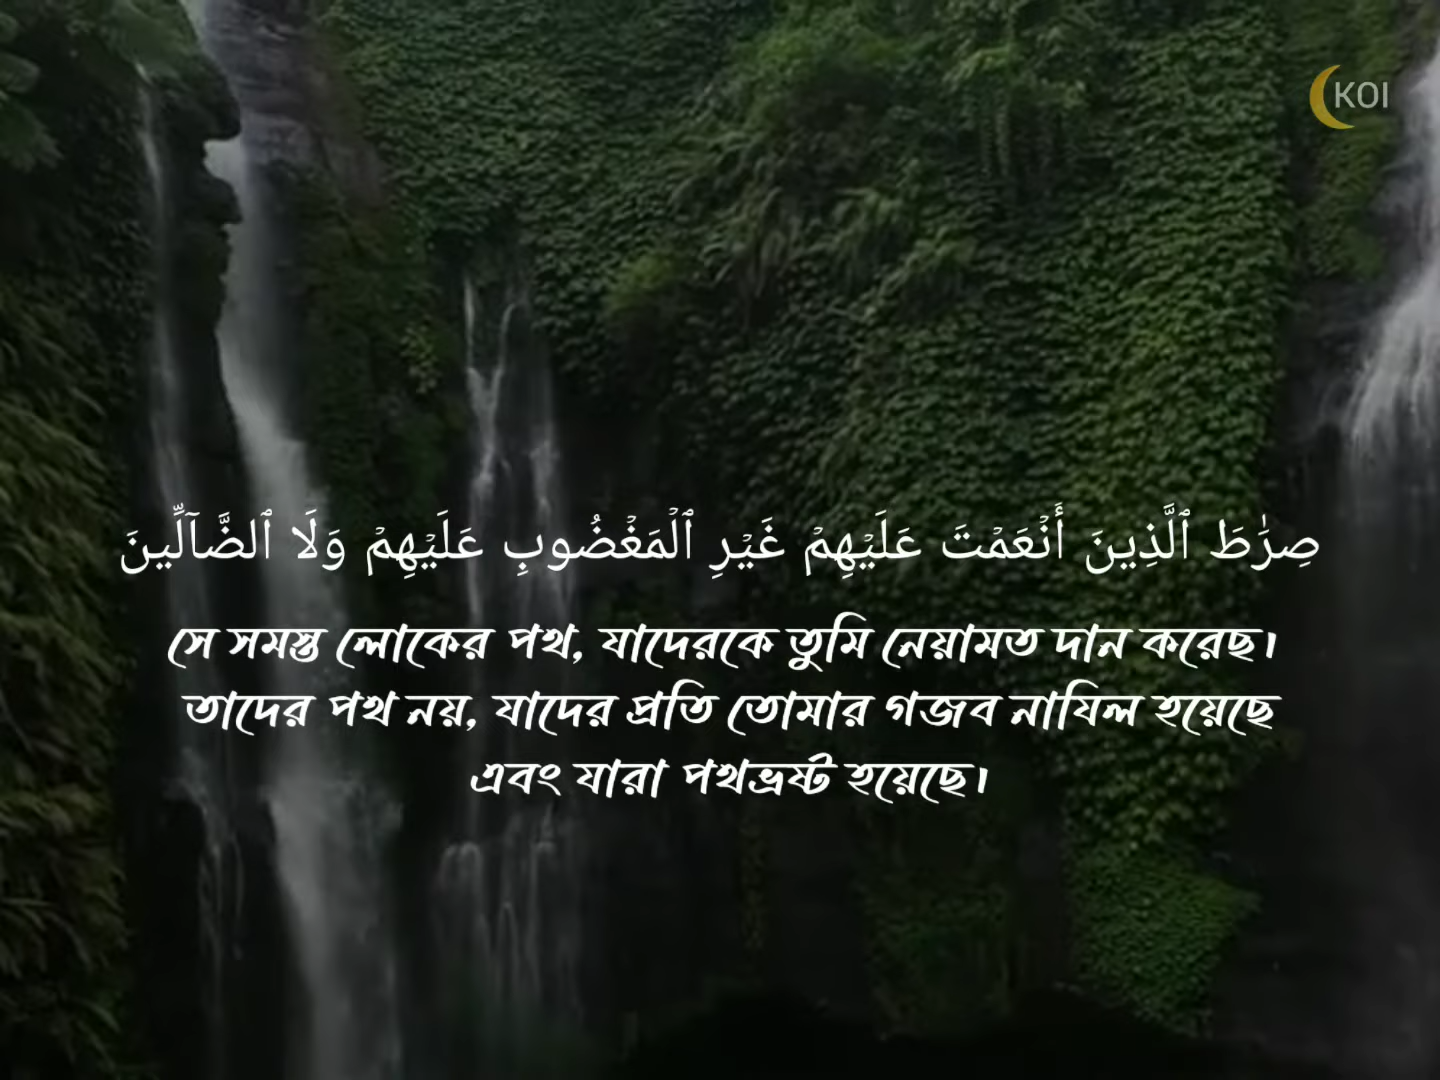 KOI
صِرَٰطَ ٱلَّذِينَ أَنْعَمْتَ عَلَيْهِمْ غَيْرِ ٱلْمَغْضُوبِ عَلَيْهِمْ وَلَا ٱلضَّآلِّينَ
সে সমস্ত লোকের পথ, যাদেরকে তুমি নেয়ামত দান করেছ।
তাদের পথ নয়, যাদের প্রতি তোমার গজব নাযিল হয়েছে
এবং যারা পথভ্রষ্ট হয়েছে।